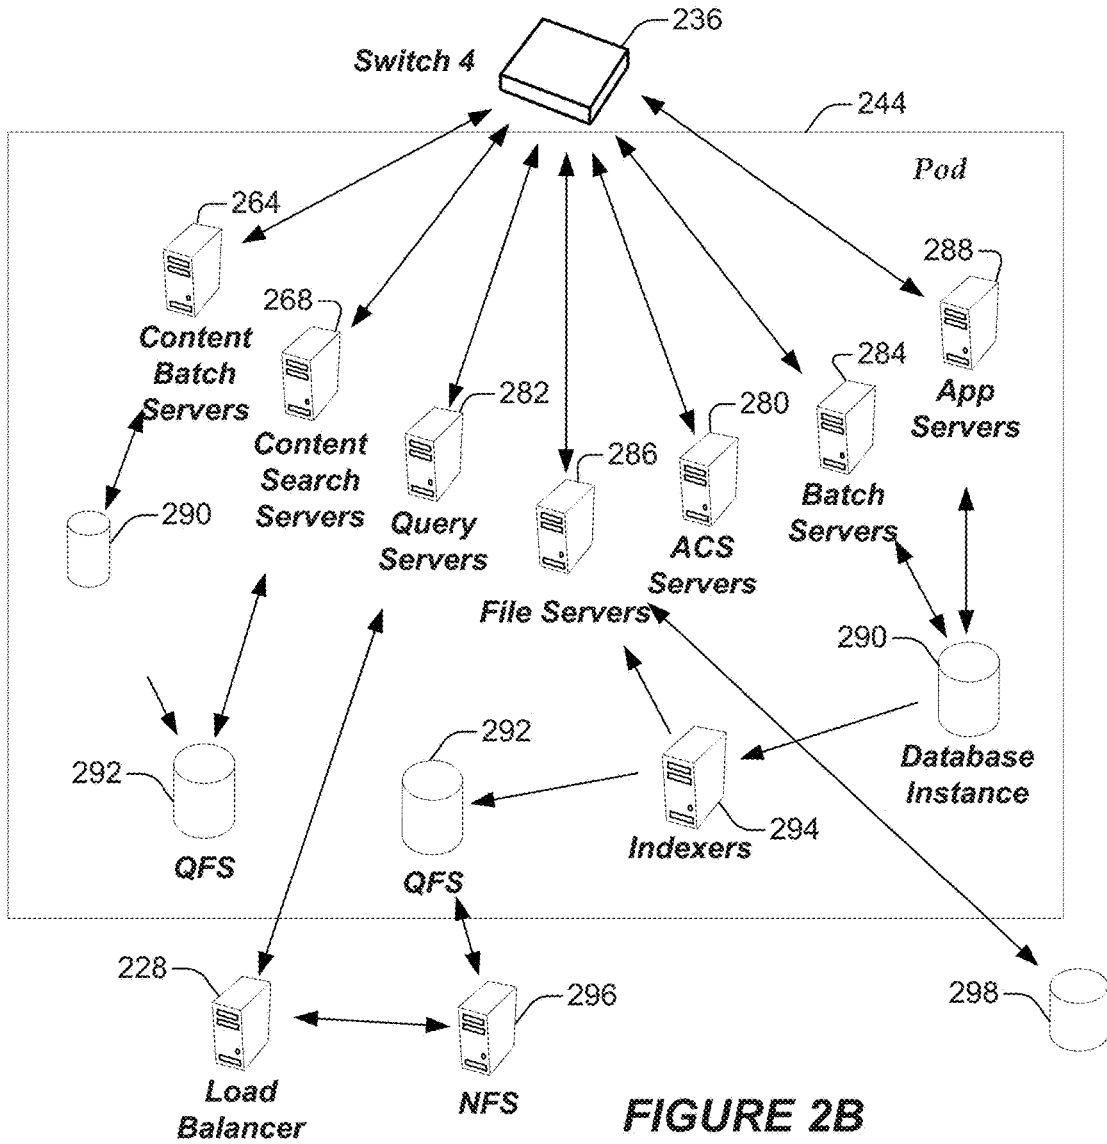 236
Switch 4
244
Pod
264
288
268
Content
Batch
Servers
284
282
280
App
Servers
Content
Search
Servers
286
290
Query
Servers
Batch
Servers
ACS
Servers
File Servers
290
292
292
Database
Instance
294
Indexers
QFS
QFS
228
296
298
Load
Balancer
NFS
FIGURE 2B